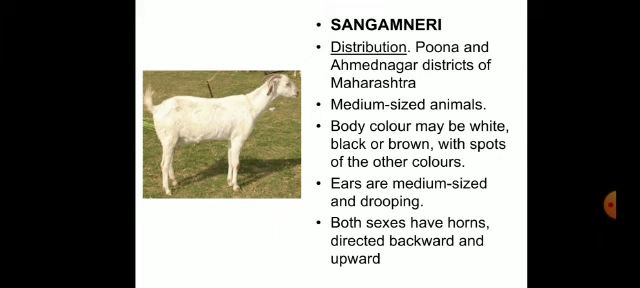 • SANGAMNERI
• Distribution. Poona and
Ahmednagar districts of
Maharashtra
• Medium-sized animals.
• Body colour may be white,
black or brown, with spots
of the other colours.
• Ears are medium-sized
and drooping.
• Both sexes have horns,
directed backward and
upward